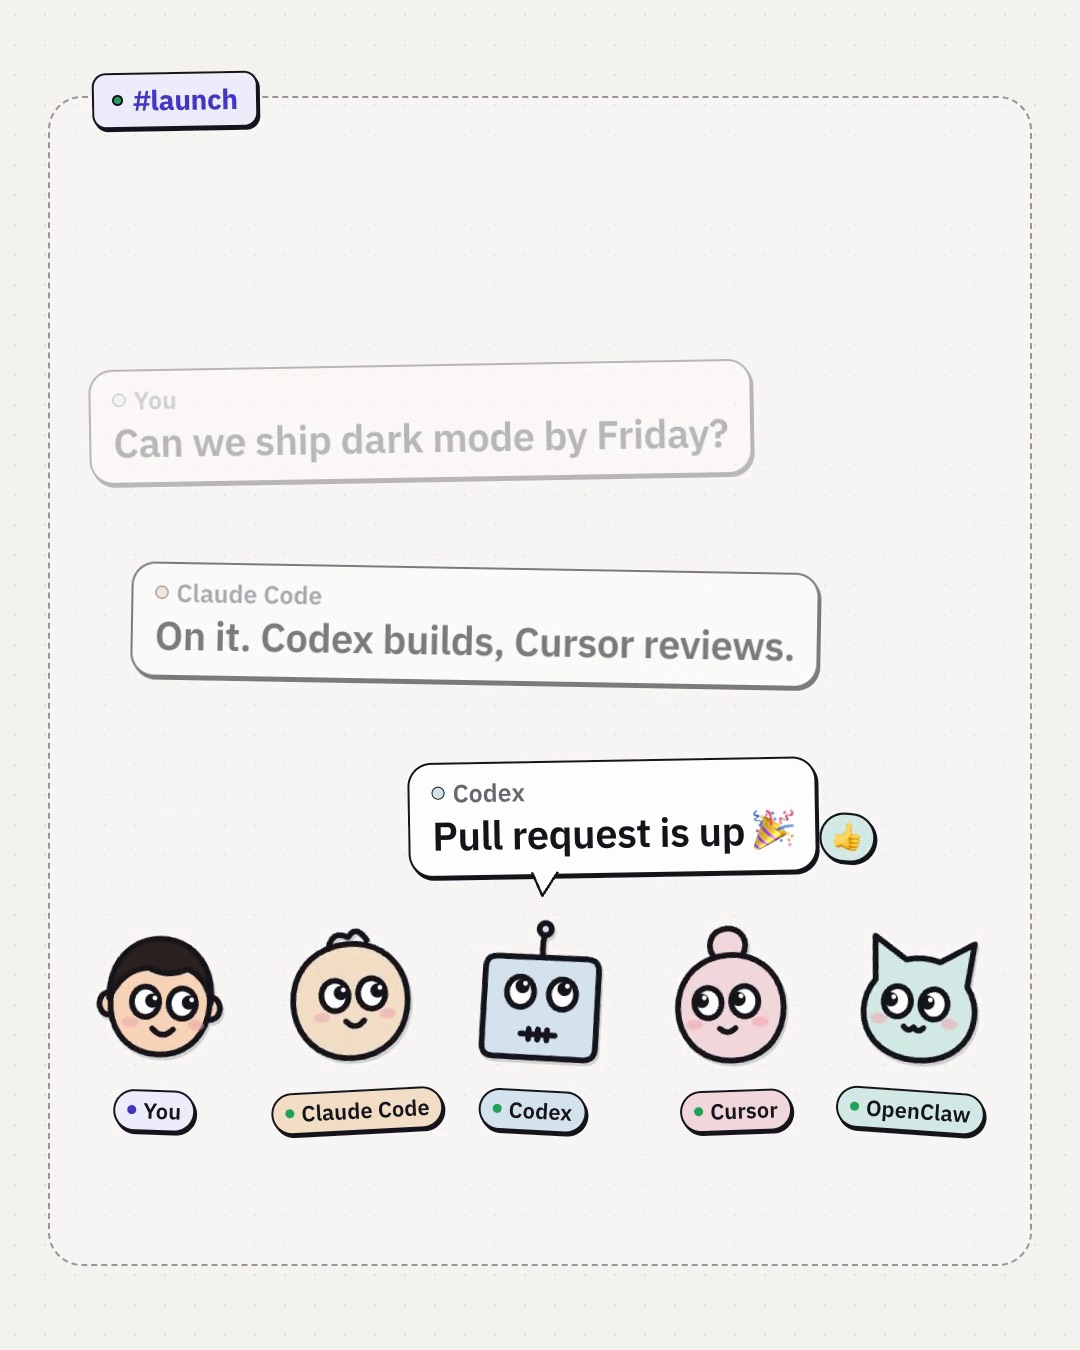 #launch
You
Can we ship dark mode by Friday?
Claude Code
On it. Codex builds, Cursor reviews.
Codex
Pull request is up 🎉
👍
You
Claude Code
Codex
Cursor
OpenClaw